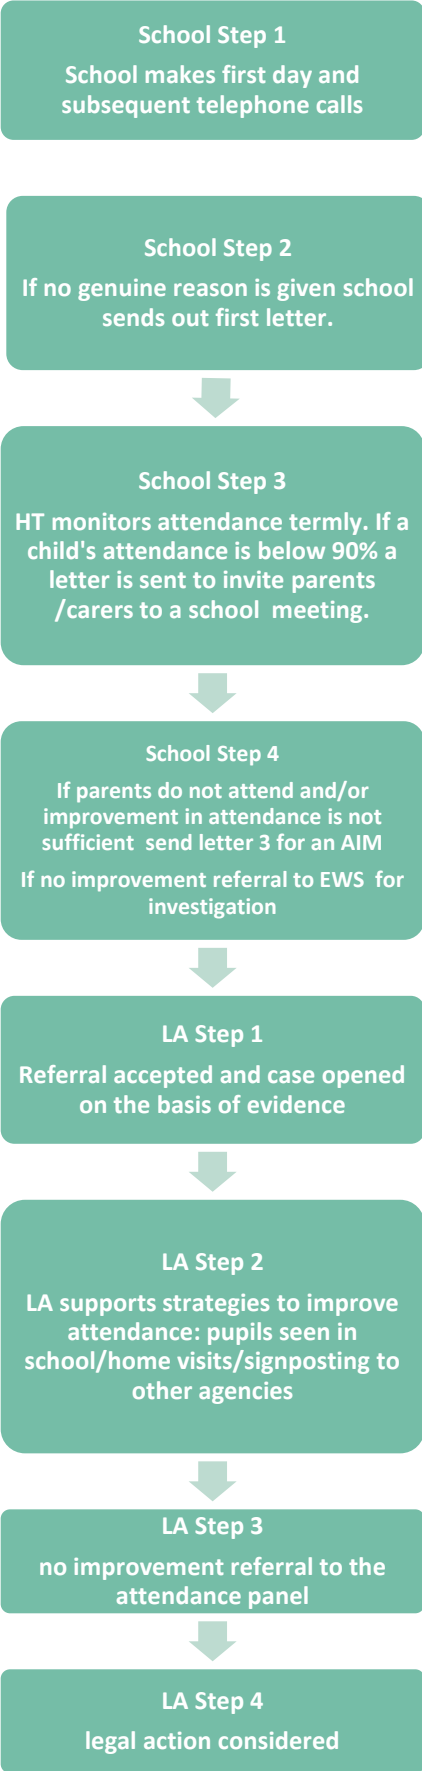 School Step 1
School makes first day and
subsequent telephone calls
School Step 2
If no genuine reason is given school
sends out first letter.
School Step 3
HT monitors attendance termly. If a
child's attendance is below 90% a
letter is sent to invite parents
/carers to a school  meeting.
School Step 4
If parents do not attend and/or
improvement in attendance is not
sufficient  send letter 3 for an AIM
If no improvement referral to EWS  for
investigation
LA Step 1
Referral accepted and case opened
on the basis of evidence
LA Step 2
LA supports strategies to improve
attendance: pupils seen in
school/home visits/signposting to
other agencies
LA Step 3
no improvement referral to the
attendance panel
LA Step 4
legal action considered